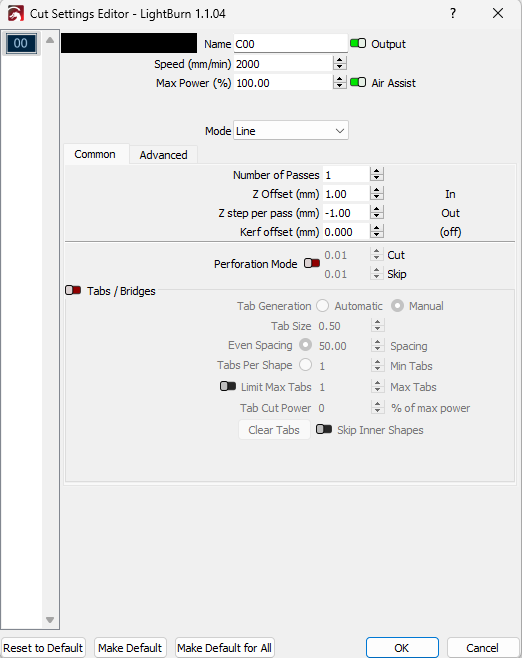 Cut Settings Editor - LightBurn 1.1.04 ?
00
Name C00 Output
Speed (mm/min) 2000
Max Power (%) 100.00 Air Assist
Mode Line
Common Advanced
Number of Passes 1
Z Offset (mm) 1.00 In
Z step per pass (mm) -1.00 Out
Kerf offset (mm) 0.000 (off)
Perforation Mode 0.01 Cut
0.01 Skip
Tabs / Bridges
Tab Generation Automatic Manual
Tab Size 0.50
Even Spacing 50.00 Spacing
Tabs Per Shape 1 Min Tabs
Limit Max Tabs 1 Max Tabs
Tab Cut Power 0 % of max power
Clear Tabs Skip Inner Shapes
Reset to Default Make Default Make Default for All OK Cancel